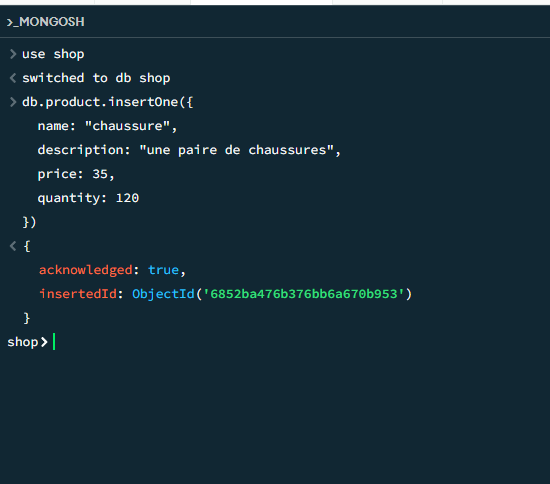 >_MONGOSH
> use shop
< switched to db shop
> db.product.insertOne({
name: "chaussure",
description: "une paire de chaussures",
price: 35,
quantity: 120
})
< {
acknowledged: true,
insertedId: ObjectId('6852ba476b376bb6a670b953')
}
shop>